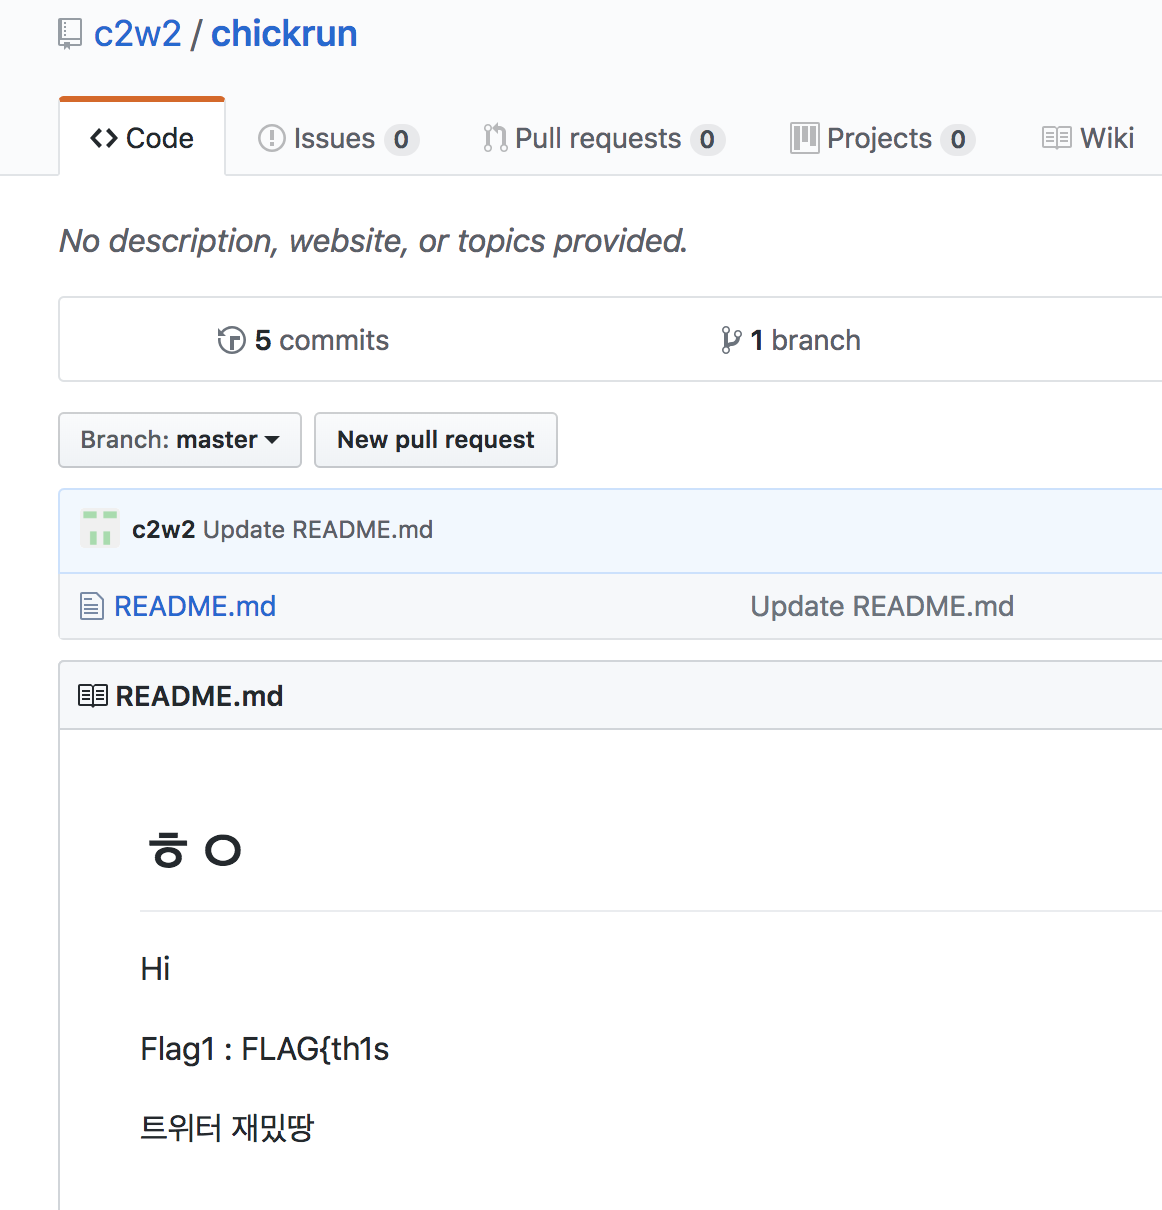 c2w2 / chickrun
Code Issues 0 Pull requests 0 Projects 0 Wiki
No description, website, or topics provided.
5 commits 1 branch
Branch: master New pull request
c2w2 Update README.md
README.md Update README.md
README.md
ㅎㅇ
Hi
Flag1 : FLAG{th1s
트위터 재밌땅